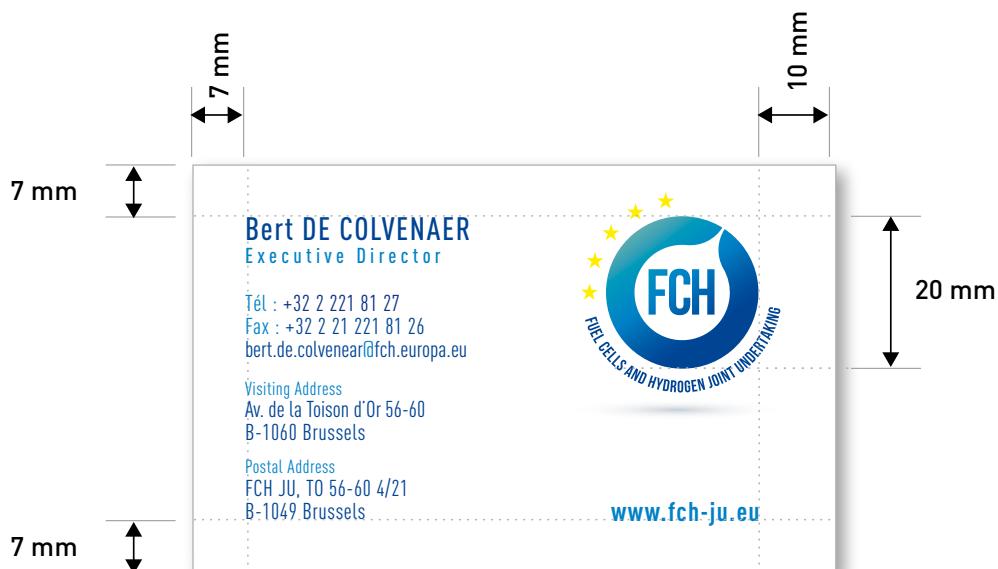 7 mm
10 mm
7 mm
Bert DE COLVENAER
Executive Director
Tél : +32 2 221 81 27
Fax : +32 2 21 221 81 26
bert.de.colvenear@fch.europa.eu
Visiting Address
Av. de la Toison d'Or 56-60
B-1060 Brussels
Postal Address
FCH JU, TO 56-60 4/21
B-1049 Brussels
FCH
FUEL CELLS AND HYDROGEN JOINT UNDERTAKING
20 mm
www.fch-ju.eu
7 mm